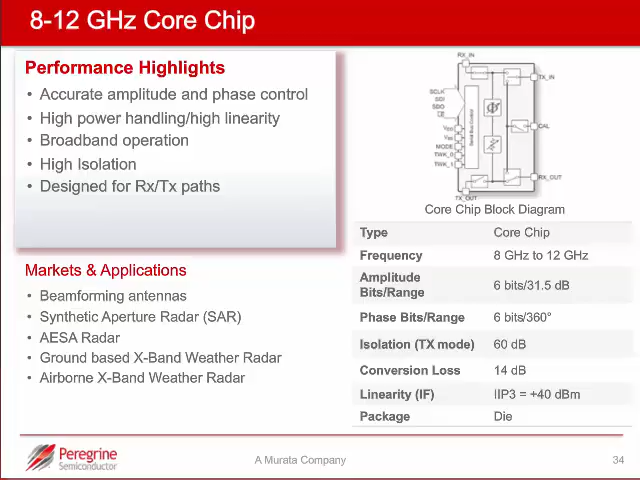 8-12 GHz Core Chip
Performance Highlights
• Accurate amplitude and phase control
• High power handling/high linearity
• Broadband operation
• High Isolation
• Designed for Rx/Tx paths
Markets & Applications
• Beamforming antennas
• Synthetic Aperture Radar (SAR)
• AESA Radar
• Ground based X-Band Weather Radar
• Airborne X-Band Weather Radar
RX_IN
TX_IN
SCLK
SDI
SDO
Serial Bus Control
CAL
MODE
TWK_0
TWK_1
RX_OUT
TX_OUT
Core Chip Block Diagram
Type Core Chip
Frequency 8 GHz to 12 GHz
Amplitude
Bits/Range 6 bits/31.5 dB
Phase Bits/Range 6 bits/360°
Isolation (TX mode) 60 dB
Conversion Loss 14 dB
Linearity (IF) IIP3 = +40 dBm
Package Die
Peregrine
Semiconductor
A Murata Company
34